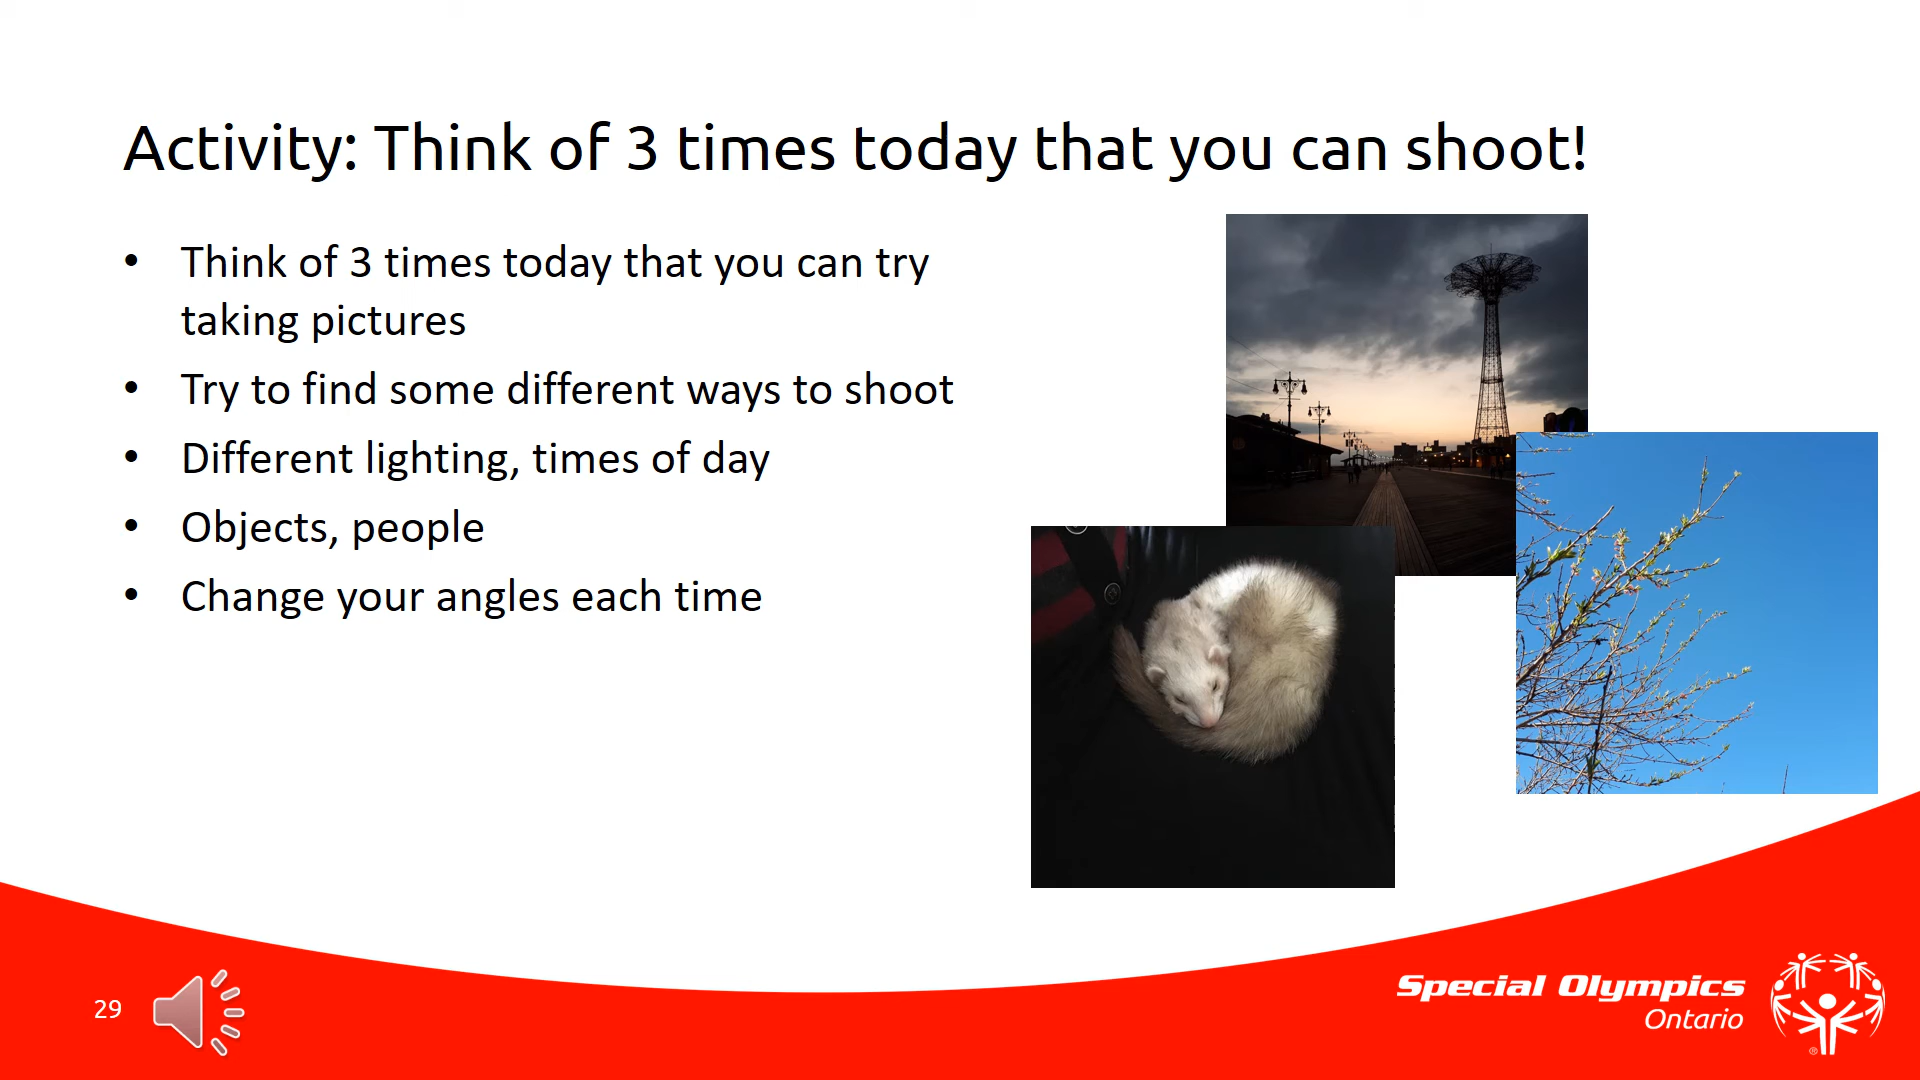 Activity: Think of 3 times today that you can shoot!
• Think of 3 times today that you can try
taking pictures
• Try to find some different ways to shoot
• Different lighting, times of day
• Objects, people
• Change your angles each time
29
Special Olympics
Ontario
®